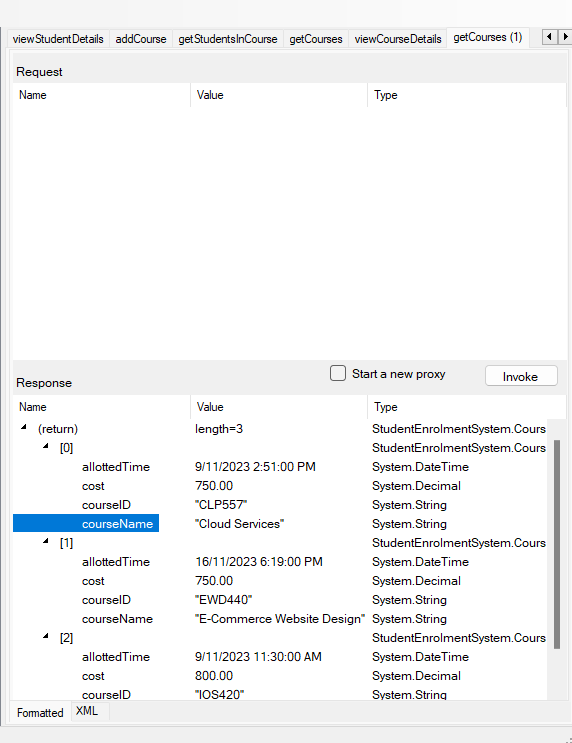 viewStudentDetails addCourse getStudentsInCourse getCourses viewCourseDetails getCourses (1)
Request
Name Value Type
Start a new proxy Invoke
Response
Name Value Type
(return) length=3 StudentEnrolmentSystem.Cours
[0] StudentEnrolmentSystem.Cours
allottedTime 9/11/2023 2:51:00 PM System.DateTime
cost 750.00 System.Decimal
courseID "CLP557" System.String
courseName "Cloud Services" System.String
[1] StudentEnrolmentSystem.Cours
allottedTime 16/11/2023 6:19:00 PM System.DateTime
cost 750.00 System.Decimal
courseID "EWD440" System.String
courseName "E-Commerce Website Design" System.String
[2] StudentEnrolmentSystem.Cours
allottedTime 9/11/2023 11:30:00 AM System.DateTime
cost 800.00 System.Decimal
courseID "IOS420" System.String
Formatted XML